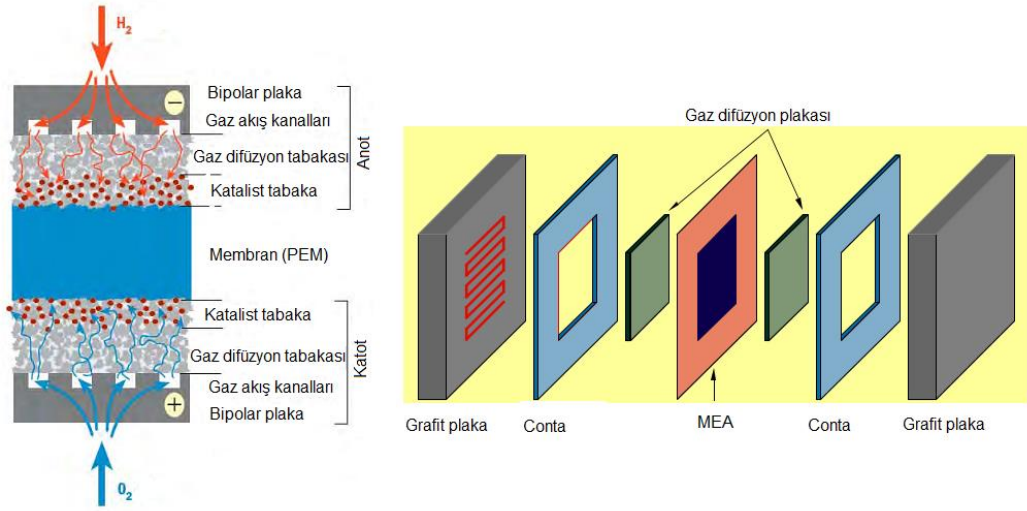 H2
Bipolar plaka
Gaz akış kanalları
Gaz difüzyon tabakası
Katalist tabaka
Anot
Membran (PEM)
Katalist tabaka
Gaz difüzyon tabakası
Gaz akış kanalları
Bipolar plaka
Katot
−
+
O2
Gaz difüzyon plakası
Grafit plaka
Conta
MEA
Conta
Grafit plaka